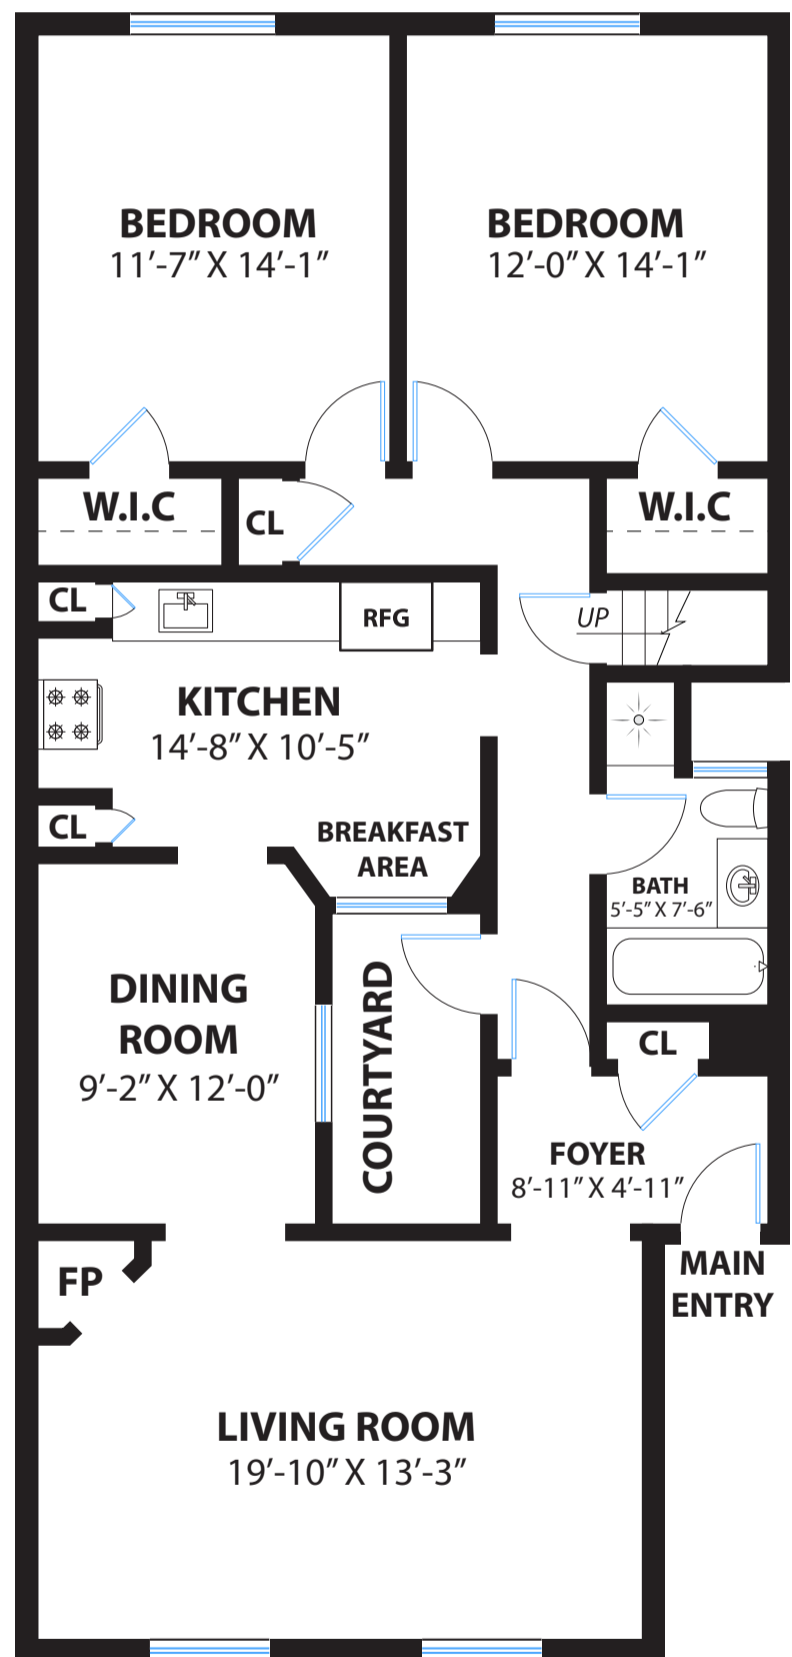 BEDROOM
11’-7” X 14’-1”
BEDROOM
12’-0” X 14’-1”
W.I.C
CL
W.I.C
CL
RFG
UP
KITCHEN
14’-8” X 10’-5”
CL
BREAKFAST
AREA
BATH
5’-5” X 7’-6”
DINING
ROOM
9’-2” X 12’-0”
COURTYARD
CL
FOYER
8’-11” X 4’-11”
FP
MAIN
ENTRY
LIVING ROOM
19’-10” X 13’-3”